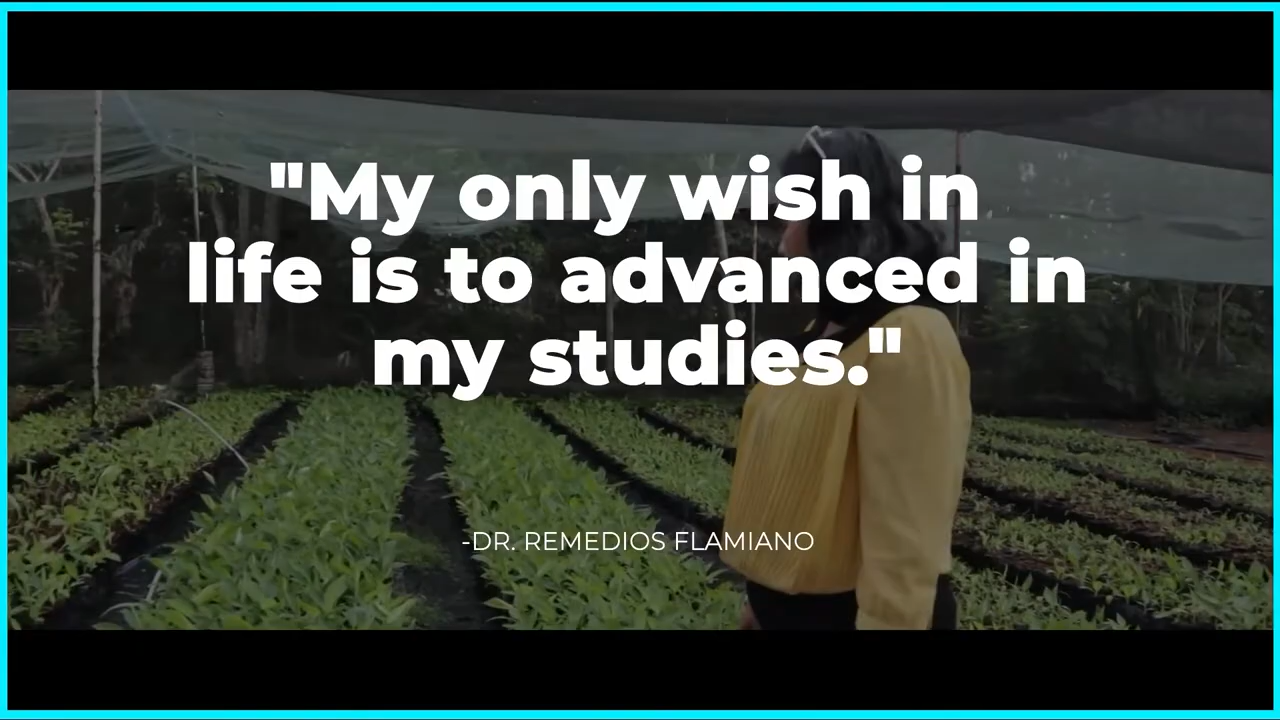 "My only wish in
life is to advanced in
my studies."
-DR. REMEDIOS FLAMIANO